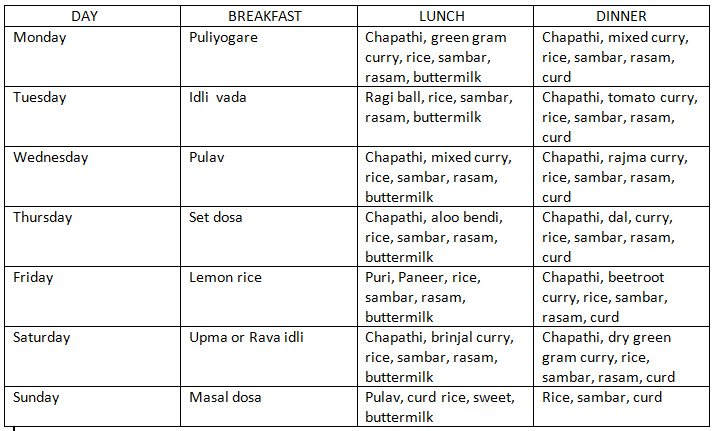 DAY BREAKFAST LUNCH DINNER
Monday Puliyogare Chapathi, green gram Chapathi, mixed curry,
curry, rice, sambar, rice, sambar, rasam,
rasam, buttermilk curd
Tuesday Idli vada Ragi ball, rice, sambar, Chapathi, tomato curry,
rasam, buttermilk rice, sambar, rasam,
curd
Wednesday Pulav Chapathi, mixed curry, Chapathi, rajma curry,
rice, sambar, rasam, rice, sambar, rasam,
buttermilk curd
Thursday Set dosa Chapathi, aloo bendi, Chapathi, dal, curry,
rice, sambar, rasam, rice, sambar, rasam,
buttermilk curd
Friday Lemon rice Puri, Paneer, rice, Chapathi, beetroot
sambar, rasam, curry, rice, sambar,
buttermilk rasam, curd
Saturday Upma or Rava idli Chapathi, brinjal curry, Chapathi, dry green
rice, sambar, rasam, gram curry, rice,
buttermilk sambar, rasam, curd
Sunday Masal dosa Pulav, curd rice, sweet, Rice, sambar, curd
buttermilk